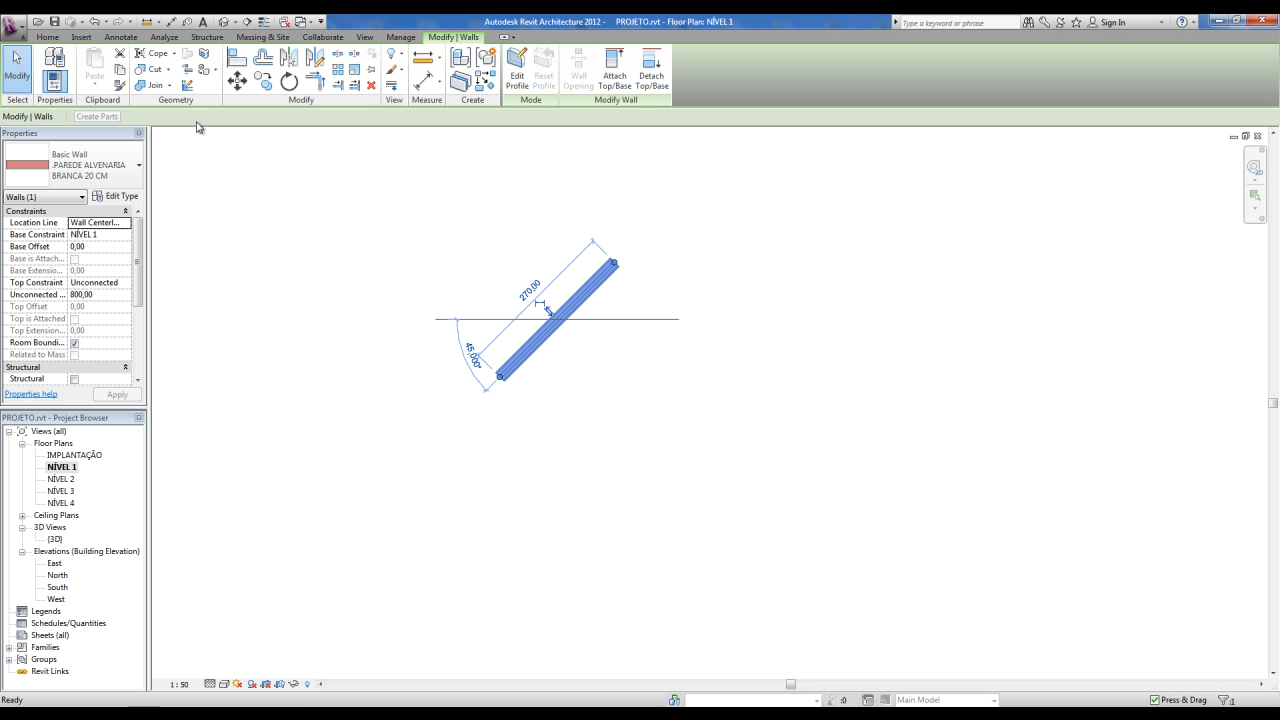 Autodesk Revit Architecture 2012 - PROJETO.rvt - Floor Plan: NÍVEL 1
Type a keyword or phrase
Sign In
Home Insert Annotate Analyze Structure Massing & Site Collaborate View Manage Modify | Walls
Modify
Paste
Cope
Cut
Join
Edit Profile
Reset Profile
Wall Opening
Attach Top/Base
Detach Top/Base
Select Properties Clipboard Geometry Modify View Measure Create Mode Modify Wall
Modify | Walls Create Parts
Properties
Basic Wall
.PAREDE ALVENARIA
BRANCA 20 CM
Walls (1) Edit Type
Constraints
Location Line Wall Centerl...
Base Constraint NÍVEL 1
Base Offset 0,00
Base is Attach...
Base Extensio... 0,00
Top Constraint Unconnected
Unconnected ... 800,00
Top Offset 0,00
Top is Attached
Top Extension... 0,00
Room Boundi...
Related to Mass
Structural
Structural
Properties help Apply
PROJETO.rvt - Project Browser
Views (all)
Floor Plans
IMPLANTAÇÃO
NÍVEL 1
NÍVEL 2
NÍVEL 3
NÍVEL 4
Ceiling Plans
3D Views
{3D}
Elevations (Building Elevation)
East
North
South
West
Legends
Schedules/Quantities
Sheets (all)
Families
Groups
Revit Links
270,00
45,000°
1 : 50
Ready
:0
Main Model
Press & Drag
:1